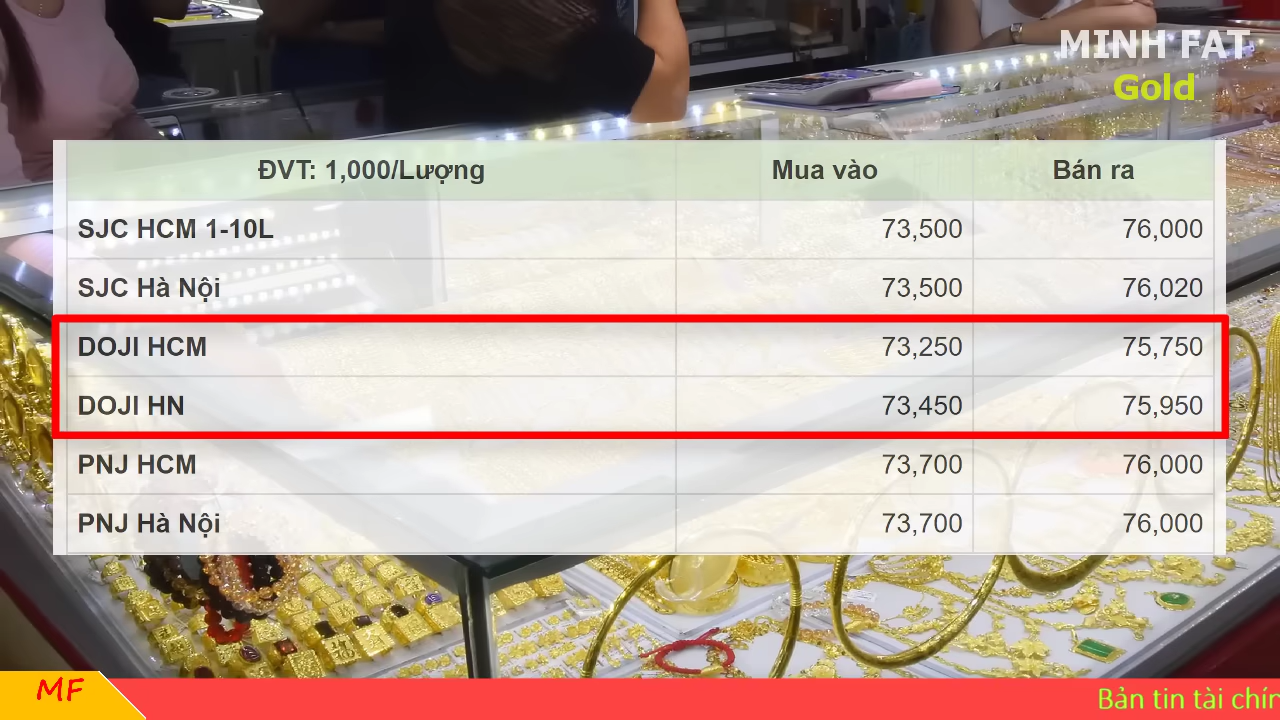 MINH FAT
Gold
ĐVT: 1,000/Lượng Mua vào Bán ra
SJC HCM 1-10L 73,500 76,000
SJC Hà Nội 73,500 76,020
DOJI HCM 73,250 75,750
DOJI HN 73,450 75,950
PNJ HCM 73,700 76,000
PNJ Hà Nội 73,700 76,000
MF
Bản tin tài chín